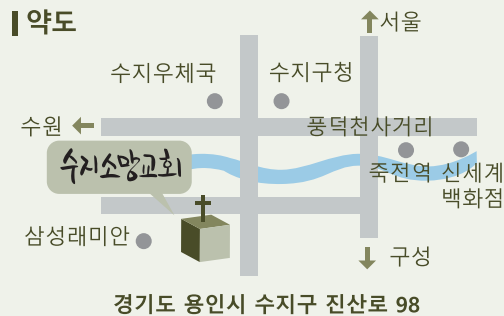 약도
서울
수지우체국
수지구청
수원
풍덕천사거리
수지소망교회
죽전역
신세계
백화점
삼성래미안
구성
경기도 용인시 수지구 진산로 98